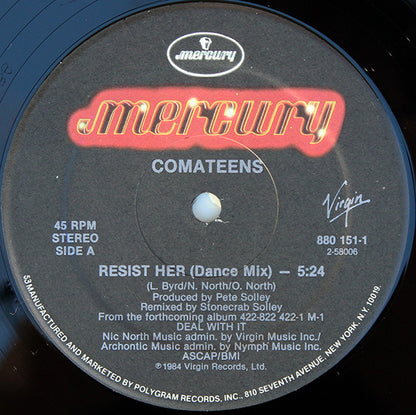 mercury
mercury
COMATEENS
Virgin
45 RPM
STEREO
SIDE A
880 151-1
2-58006
RESIST HER (Dance Mix) — 5:24
(L. Byrd/N. North/O. North)
Produced by Pete Solley
Remixed by Stonecrab Solley
From the forthcoming album 422-822 422-1 M-1
DEAL WITH IT
Nic North Music admin. by Virgin Music Inc./
Archontic Music admin. by Nymph Music Inc.
ASCAP/BMI
℗ 1984 Virgin Records, Ltd.
53 MANUFACTURED AND MARKETED BY POLYGRAM RECORDS, INC., 810 SEVENTH AVENUE, NEW YORK, N.Y. 10019.